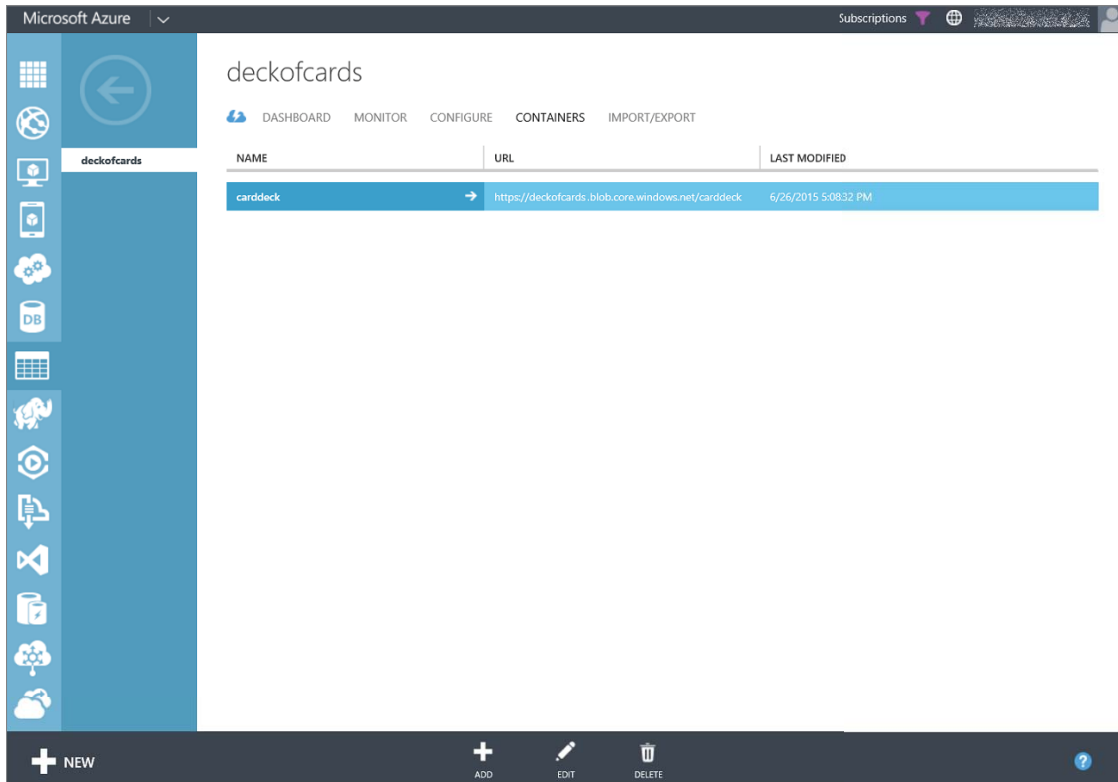 Microsoft Azure
Subscriptions
deckofcards
deckofcards
DASHBOARD MONITOR CONFIGURE CONTAINERS IMPORT/EXPORT
NAME URL LAST MODIFIED
carddeck https://deckofcards.blob.core.windows.net/carddeck 6/26/2015 5:08:32 PM
DB
NEW
ADD EDIT DELETE
?